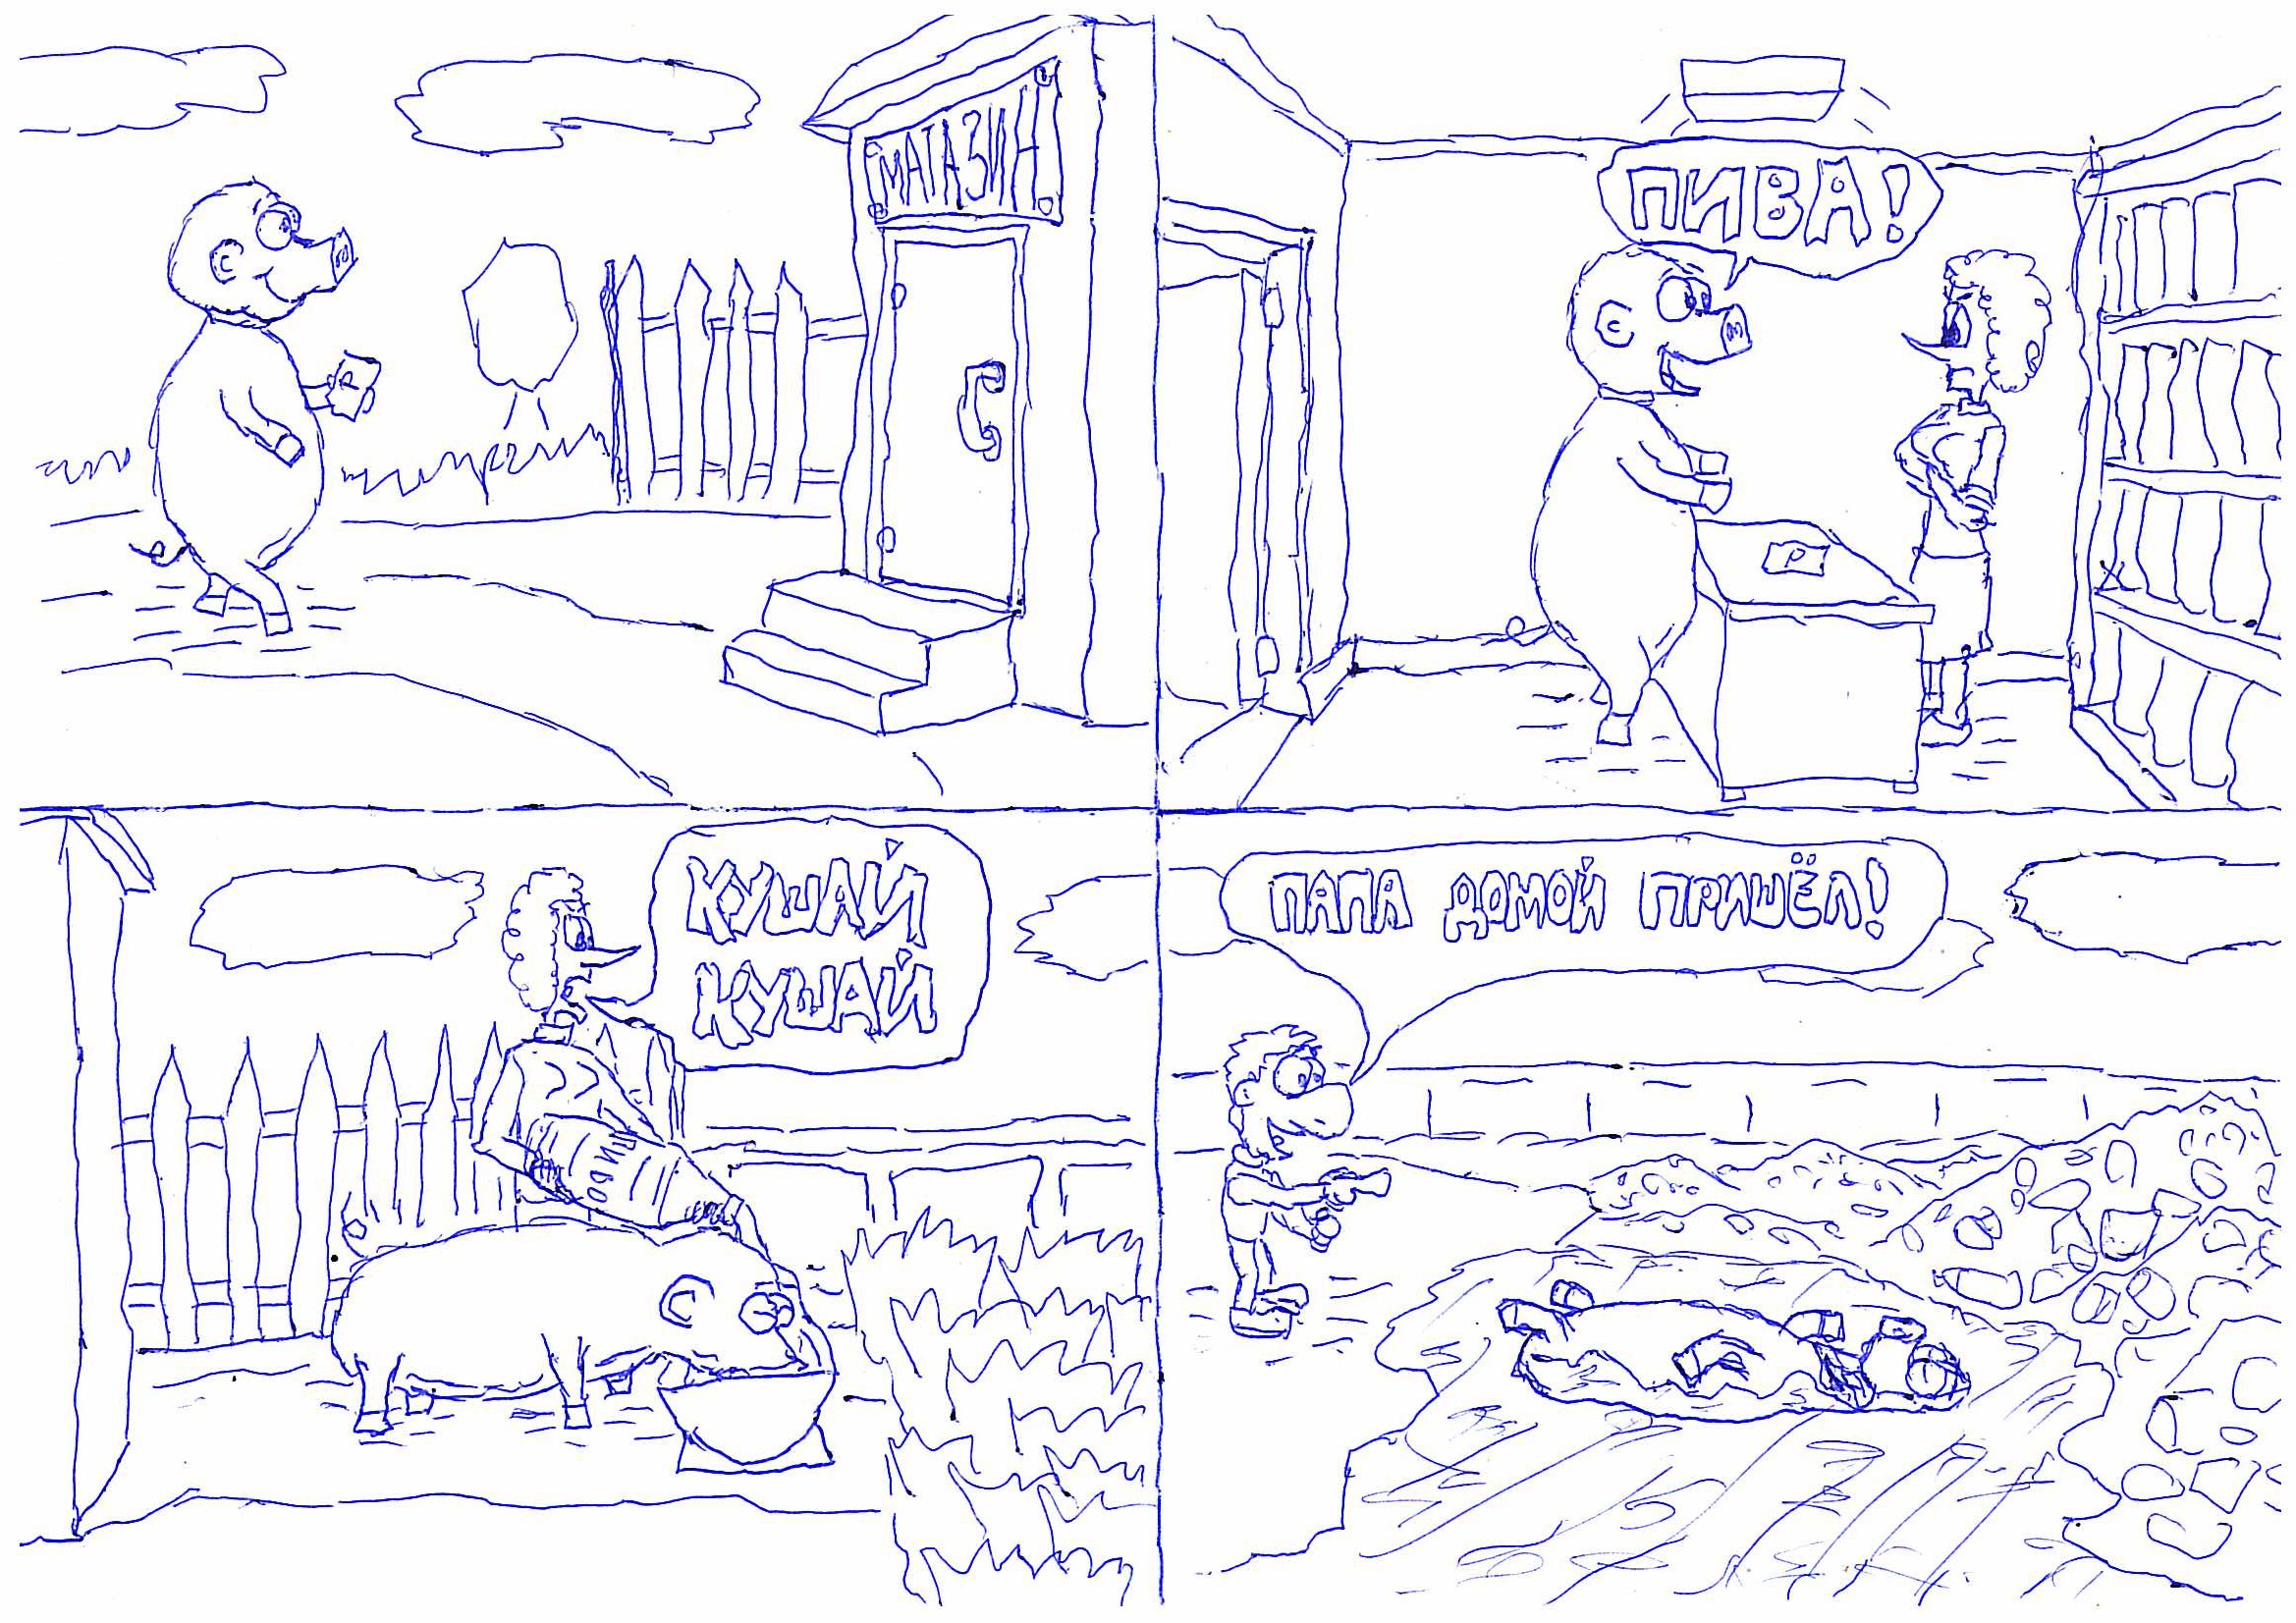 Р
МАГАЗИН
ПИВА!
Р
КУШАЙ
КУШАЙ
ПИВО
ПАПА ДОМОЙ ПРИШЁЛ!